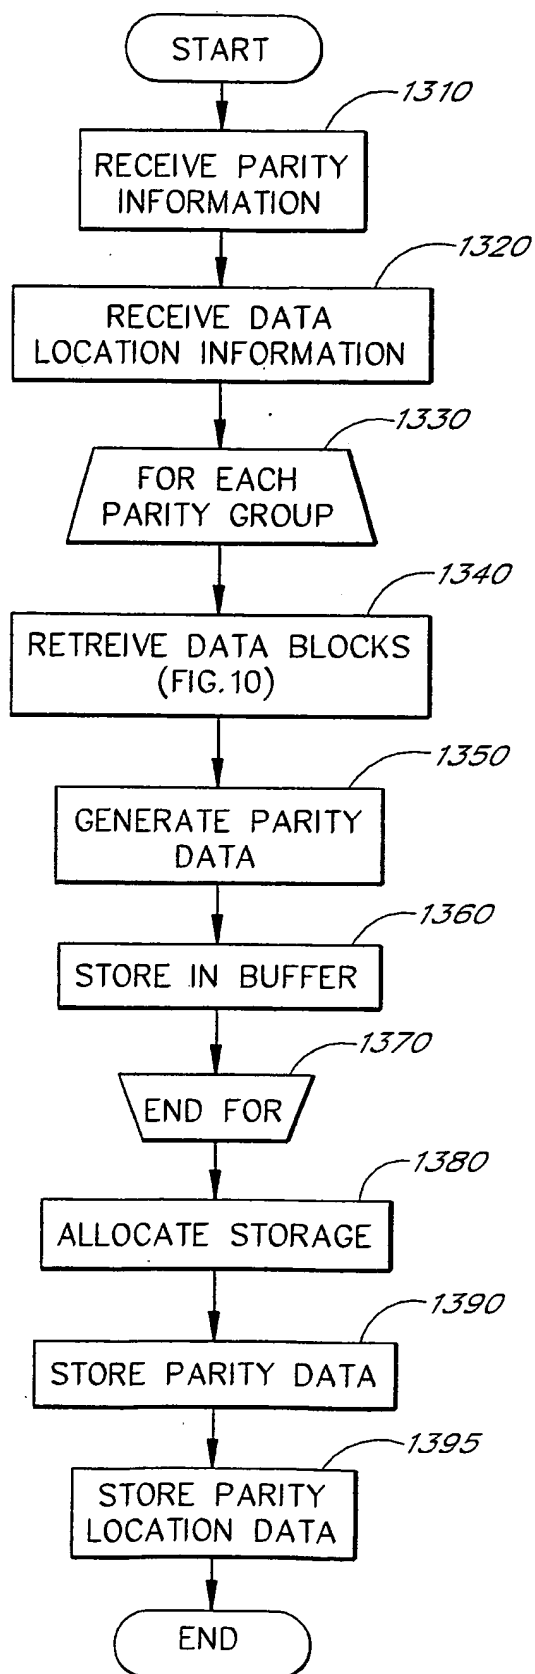 START
1310
RECEIVE PARITY
INFORMATION
1320
RECEIVE DATA
LOCATION INFORMATION
1330
FOR EACH
PARITY GROUP
1340
RETREIVE DATA BLOCKS
(FIG.10)
1350
GENERATE PARITY
DATA
1360
STORE IN BUFFER
1370
END FOR
1380
ALLOCATE STORAGE
1390
STORE PARITY DATA
1395
STORE PARITY
LOCATION DATA
END